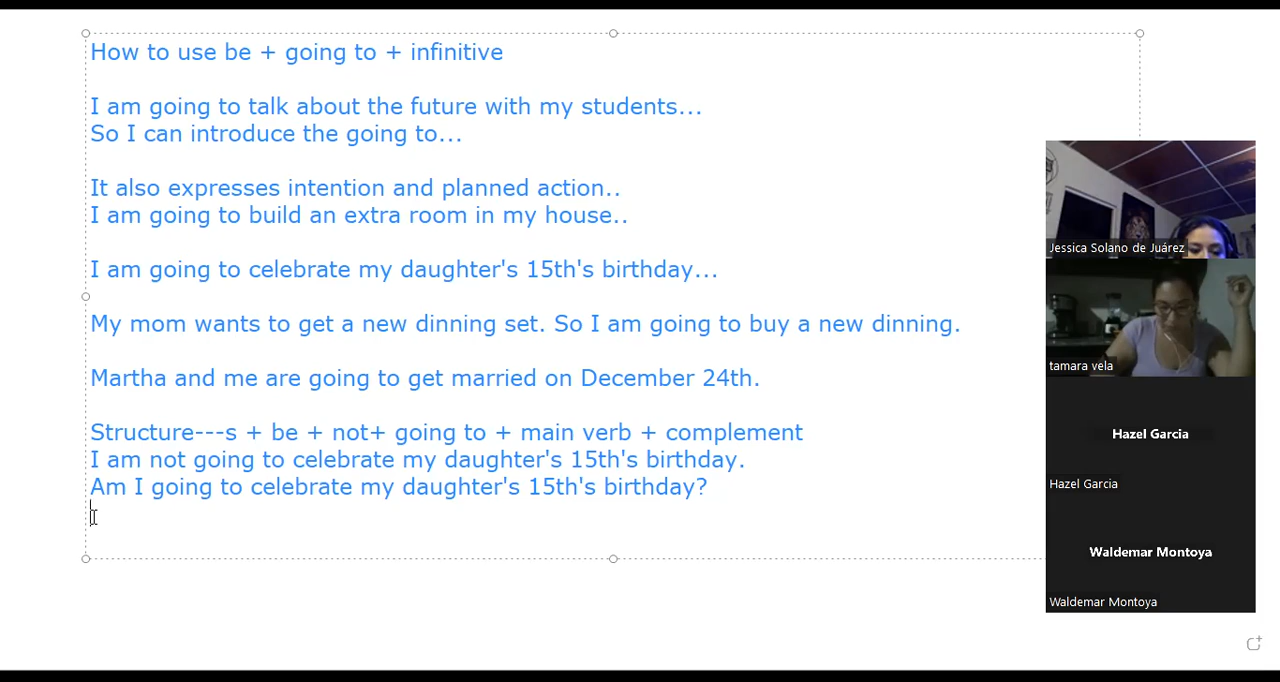 How to use be + going to + infinitive
I am going to talk about the future with my students...
So I can introduce the going to...
It also expresses intention and planned action..
I am going to build an extra room in my house..
I am going to celebrate my daughter's 15th's birthday...
My mom wants to get a new dinning set. So I am going to buy a new dinning.
Martha and me are going to get married on December 24th.
Structure---s + be + not+ going to + main verb + complement
I am not going to celebrate my daughter's 15th's birthday.
Am I going to celebrate my daughter's 15th's birthday?
Jessica Solano de Juárez
tamara vela
Hazel Garcia
Hazel Garcia
Waldemar Montoya
Waldemar Montoya